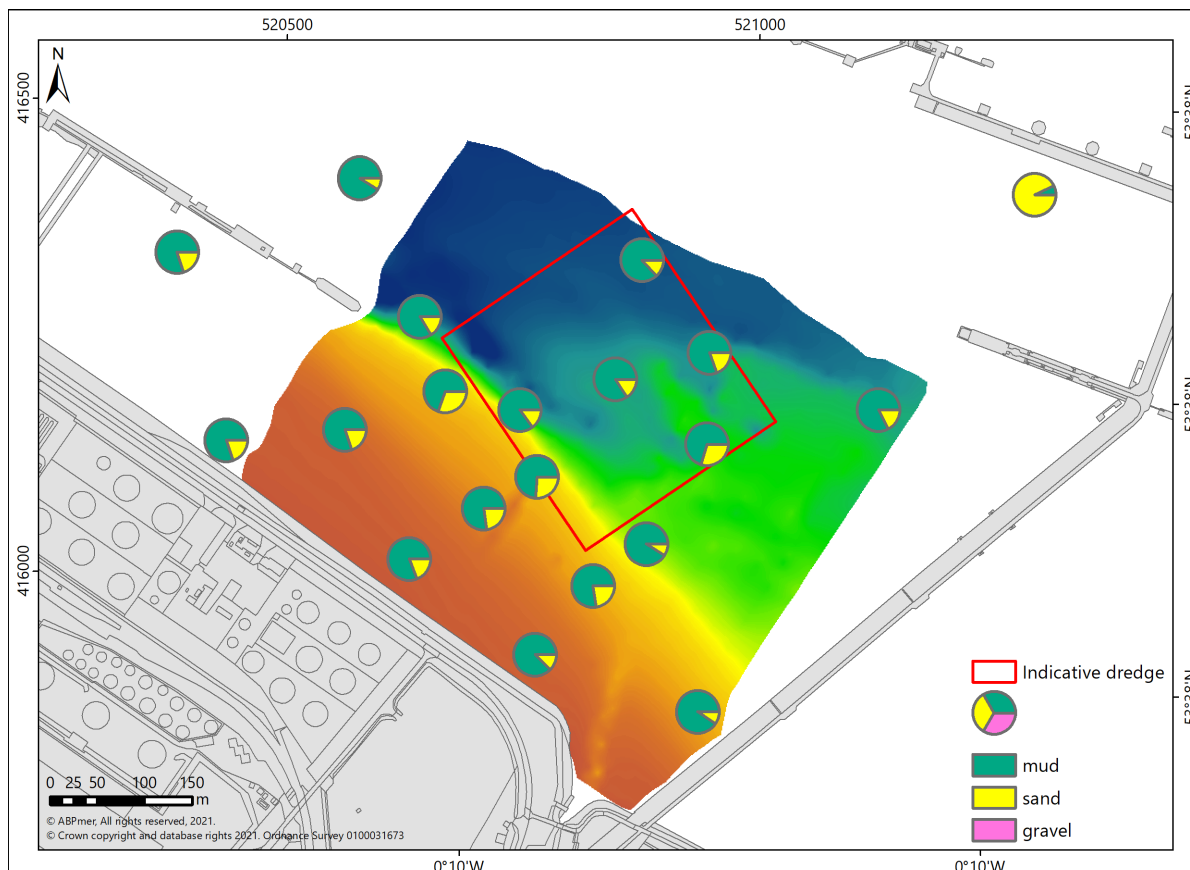 520500
521000
416500
416000
N
Indicative dredge
mud
sand
gravel
0 25 50 100 150
m
© ABPmer, All rights reserved, 2021.
© Crown copyright and database rights 2021. Ordnance Survey 0100031673
0°10'W
0°10'W